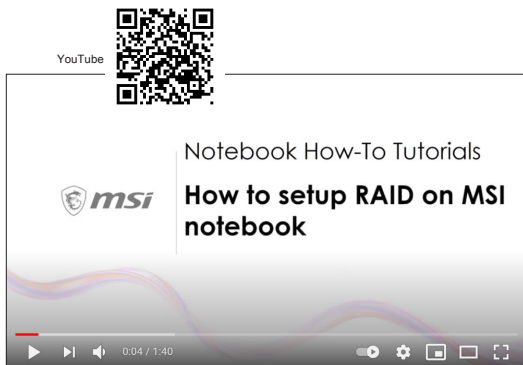 YouTube
Notebook How-To Tutorials
msi
How to setup RAID on MSI
notebook
0:04 / 1:40